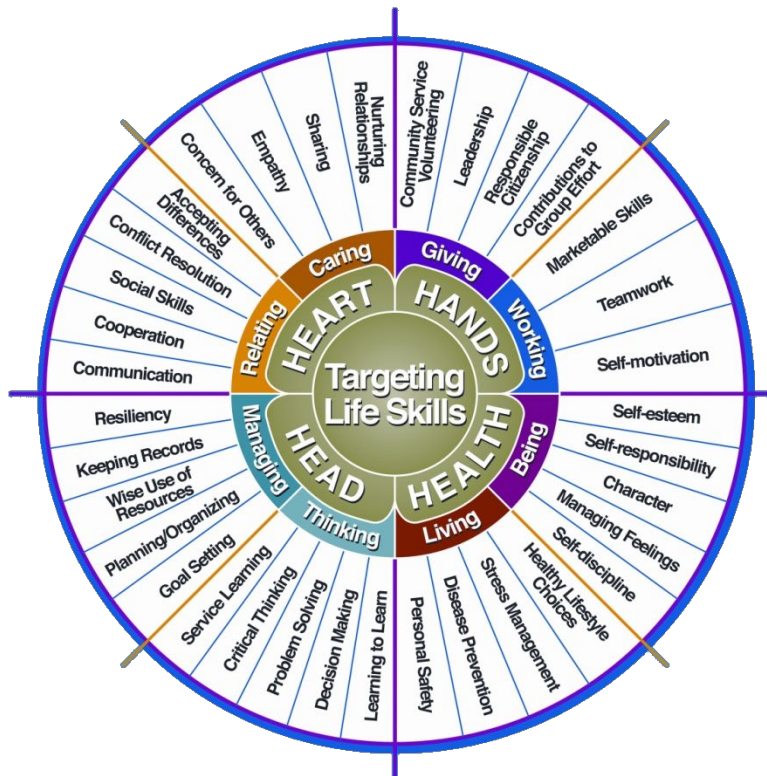 Targeting
Life Skills
HEART
HANDS
HEALTH
HEAD
Caring
Giving
Working
Being
Living
Thinking
Managing
Relating
Nurturing
Relationships
Sharing
Empathy
Concern for Others
Community Service
Volunteering
Leadership
Responsible
Citizenship
Contributions to
Group Effort
Marketable Skills
Teamwork
Self-motivation
Self-esteem
Self-responsibility
Character
Managing Feelings
Self-discipline
Healthy Lifestyle
Choices
Stress Management
Disease Prevention
Personal Safety
Learning to Learn
Decision Making
Problem Solving
Critical Thinking
Service Learning
Goal Setting
Planning/Organizing
Wise Use of
Resources
Keeping Records
Resiliency
Communication
Cooperation
Social Skills
Conflict Resolution
Accepting
Differences